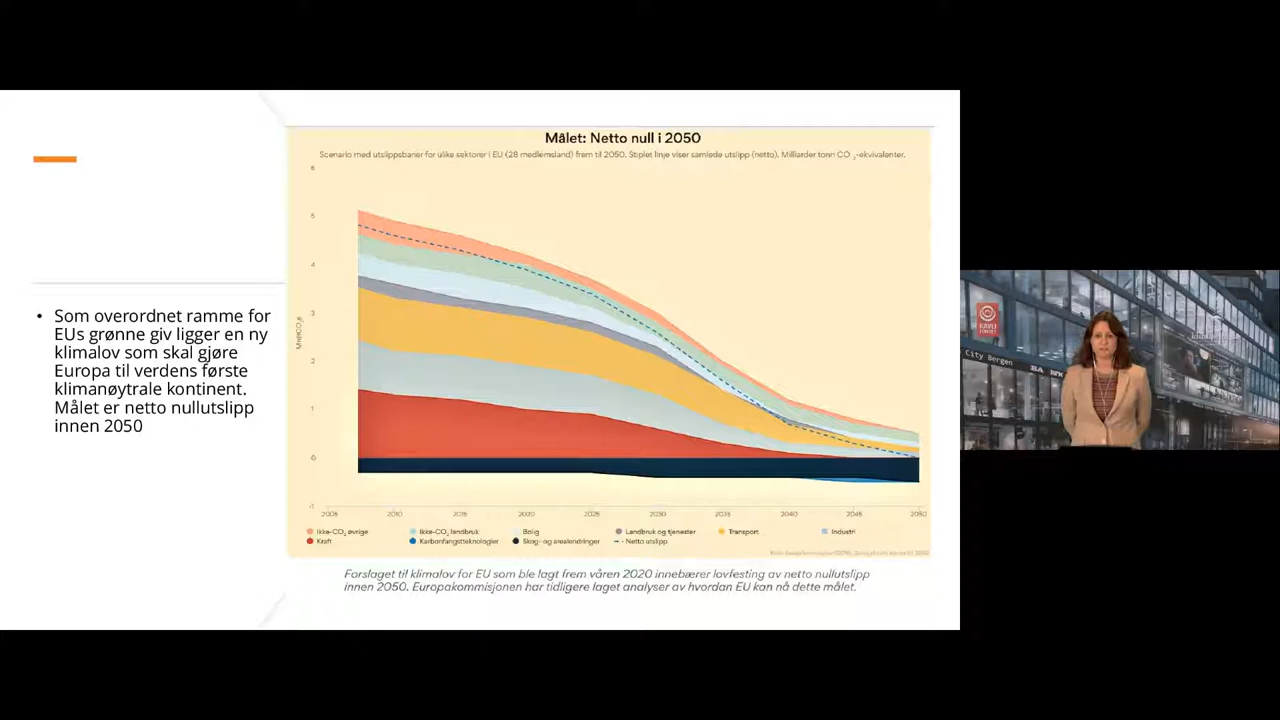 Målet: Netto null i 2050
Scenario med utslippsbaner for ulike sektorer i EU (28 medlemsland) frem til 2050. Stiplet linje viser samlede utslipp (netto). Milliarder tonn CO₂-ekvivalenter.
6
5
4
3
2
1
0
-1
2005 2010 2015 2020 2025 2030 2035 2040 2045 2050
Ikke-CO₂ øvrige Ikke-CO₂ landbruk Bolig Landbruk og tjenester Transport Industri
Kraft Karbonfangstteknologier Skog- og arealendringer Netto utslipp
• Som overordnet ramme for
EUs grønne giv ligger en ny
klimalov som skal gjøre
Europa til verdens første
klimanøytrale kontinent.
Målet er netto nullutslipp
innen 2050
Forslaget til klimalov for EU som ble lagt frem våren 2020 innebærer lovfesting av netto nullutslipp
innen 2050. Europakommisjonen har tidligere laget analyser av hvordan EU kan nå dette målet.
KAVLI
City Bergen